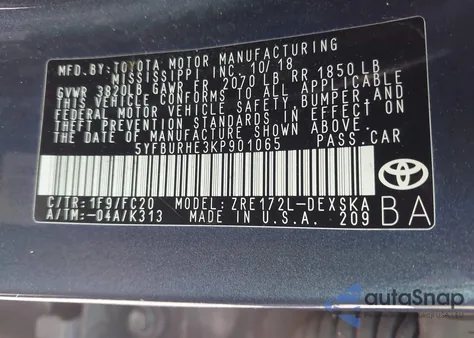 MFD.BY:TOYOTA MOTOR MANUFACTURING
MISSISSIPPI INC. 10/18
GVWR 3820LB GAWR FR 2070 LB RR 1850 LB
THIS VEHICLE CONFORMS TO ALL APPLICABLE
FEDERAL MOTOR VEHICLE SAFETY, BUMPER, AND
THEFT PREVENTION STANDARDS IN EFFECT ON
THE DATE OF MANUFACTURE SHOWN ABOVE.
5YFBURHE3KP901065 PASS.CAR
C/TR:1F9/FC20 MODEL:ZRE172L-DEXSKA
A/TM:-04A/K313 MADE IN U.S.A. 209
BA
TOYOTA
autoSnap